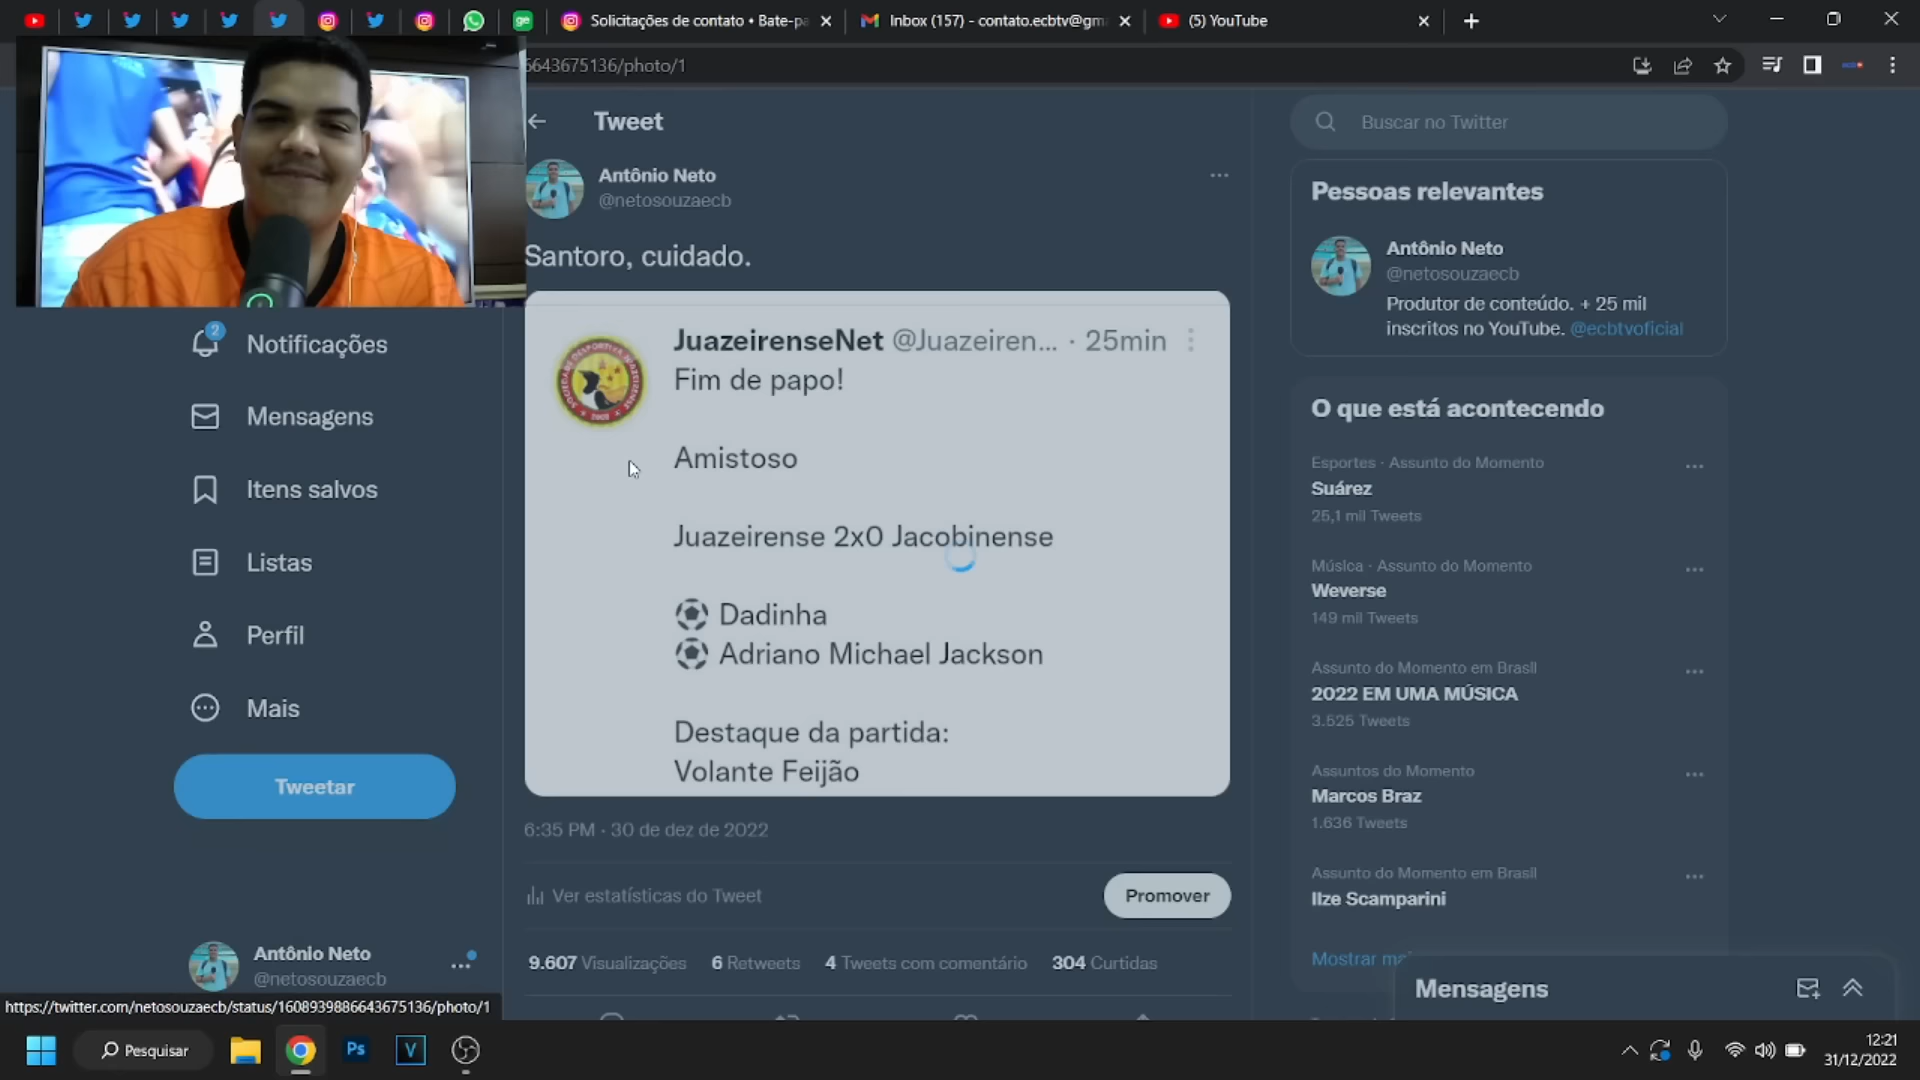 Solicitações de contato • Bate-pa
Inbox (157) - contato.ecbtv@gm
(5) YouTube
6643675136/photo/1
Tweet
Antônio Neto
@netosouzaecb
Santoro, cuidado.
JuazeirenseNet @Juazeiren... · 25min
Fim de papo!
Amistoso
Juazeirense 2x0 Jacobinense
Dadinha
Adriano Michael Jackson
Destaque da partida:
Volante Feijão
6:35 PM · 30 de dez de 2022
Ver estatísticas do Tweet
Promover
9.607 Visualizações 6 Retweets 4 Tweets com comentário 304 Curtidas
2
Notificações
Mensagens
Itens salvos
Listas
Perfil
Mais
Tweetar
Antônio Neto
@netosouzaecb
Buscar no Twitter
Pessoas relevantes
Antônio Neto
@netosouzaecb
Produtor de conteúdo. + 25 mil
inscritos no YouTube. @ecbtvoficial
O que está acontecendo
Esportes · Assunto do Momento
Suárez
25,1 mil Tweets
Música · Assunto do Momento
Weverse
149 mil Tweets
Assunto do Momento em Brasil
2022 EM UMA MÚSICA
3.525 Tweets
Assuntos do Momento
Marcos Braz
1.636 Tweets
Assunto do Momento em Brasil
Ilze Scamparini
Mostrar mai
Mensagens
https://twitter.com/netosouzaecb/status/1608939886643675136/photo/1
Pesquisar
Ps
V
12:21
31/12/2022